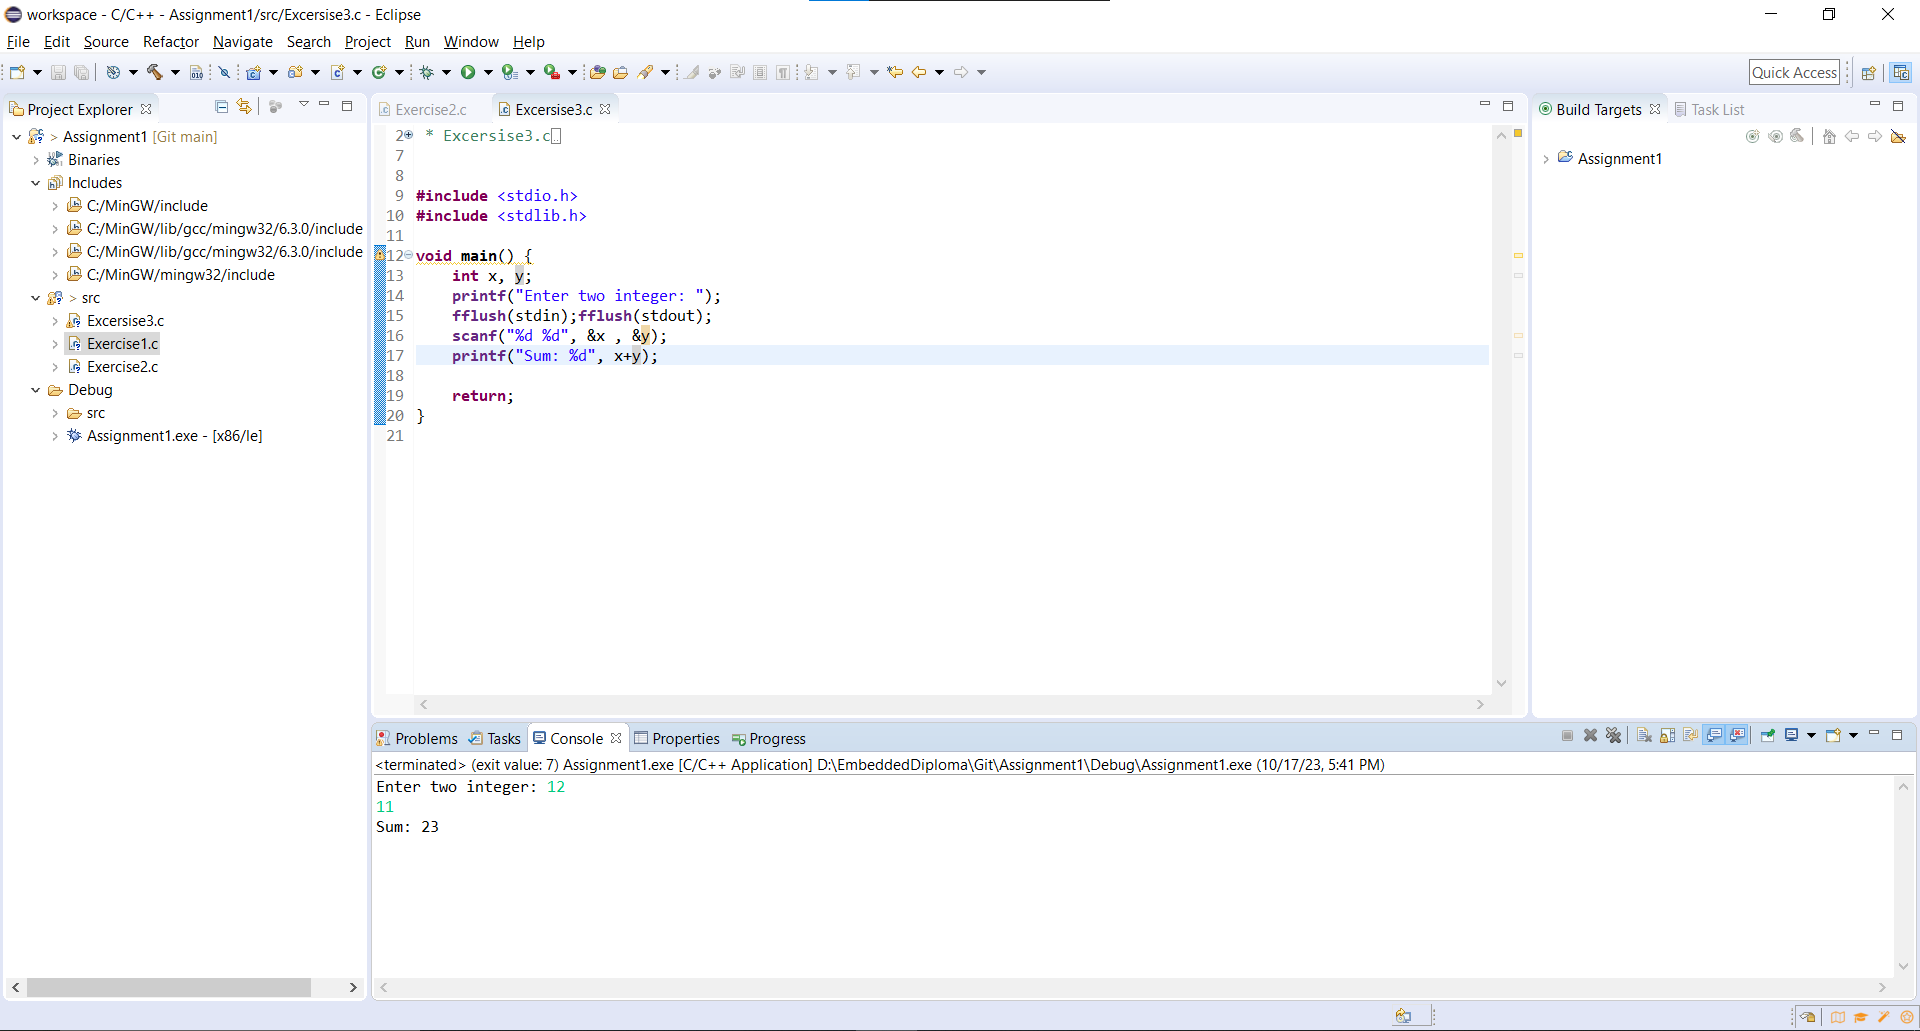 workspace - C/C++ - Assignment1/src/Excersise3.c - Eclipse
File Edit Source Refactor Navigate Search Project Run Window Help
Quick Access
Project Explorer
Assignment1 [Git main]
Binaries
Includes
C:/MinGW/include
C:/MinGW/lib/gcc/mingw32/6.3.0/include
C:/MinGW/lib/gcc/mingw32/6.3.0/include
C:/MinGW/mingw32/include
> src
Excersise3.c
Exercise1.c
Exercise2.c
Debug
src
Assignment1.exe - [x86/le]
Exercise2.c Excersise3.c
2 * Excersise3.c
7
8
9 #include <stdio.h>
10 #include <stdlib.h>
11
12 void main() {
13 int x, y;
14 printf("Enter two integer: ");
15 fflush(stdin);fflush(stdout);
16 scanf("%d %d", &x , &y);
17 printf("Sum: %d", x+y);
18
19 return;
20 }
21
Build Targets Task List
Assignment1
Problems Tasks Console Properties Progress
<terminated> (exit value: 7) Assignment1.exe [C/C++ Application] D:\EmbeddedDiploma\Git\Assignment1\Debug\Assignment1.exe (10/17/23, 5:41 PM)
Enter two integer: 12
11
Sum: 23